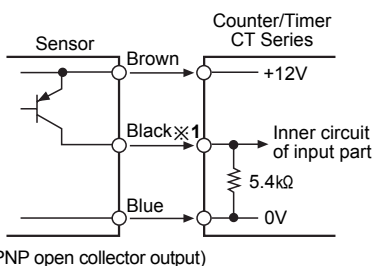 Counter/Timer
CT Series
Sensor
Brown
+12V
Black※1
Inner circuit
of input part
5.4kΩ
Blue
0V
PNP open collector output)